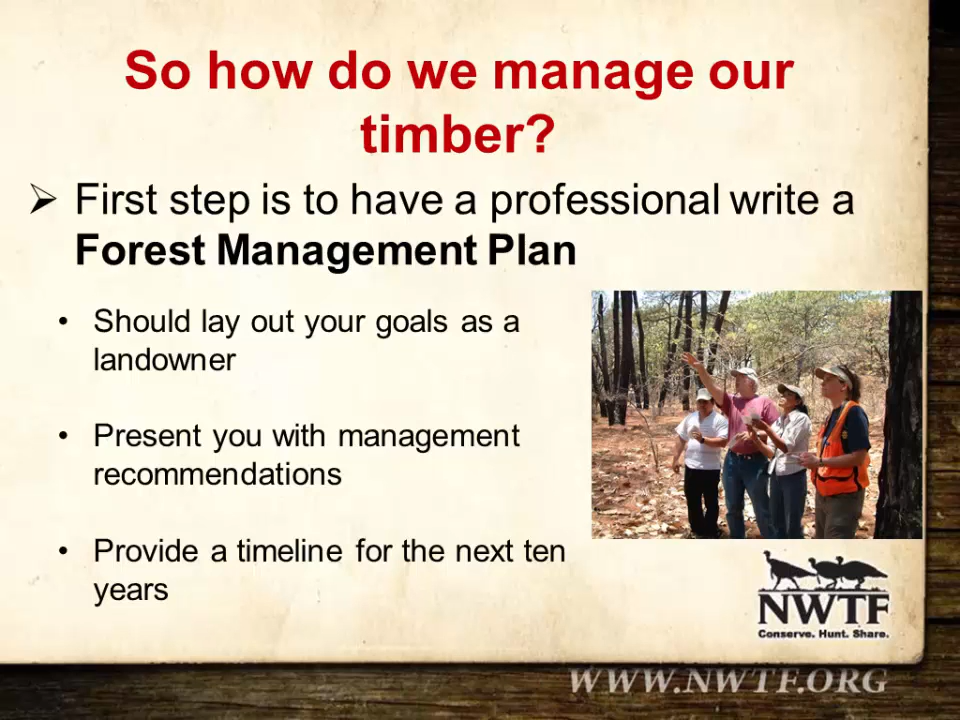 So how do we manage our
timber?
➢ First step is to have a professional write a
Forest Management Plan
• Should lay out your goals as a
landowner
• Present you with management
recommendations
• Provide a timeline for the next ten
years
NWTF
Conserve. Hunt. Share.
WWW.NWTF.ORG